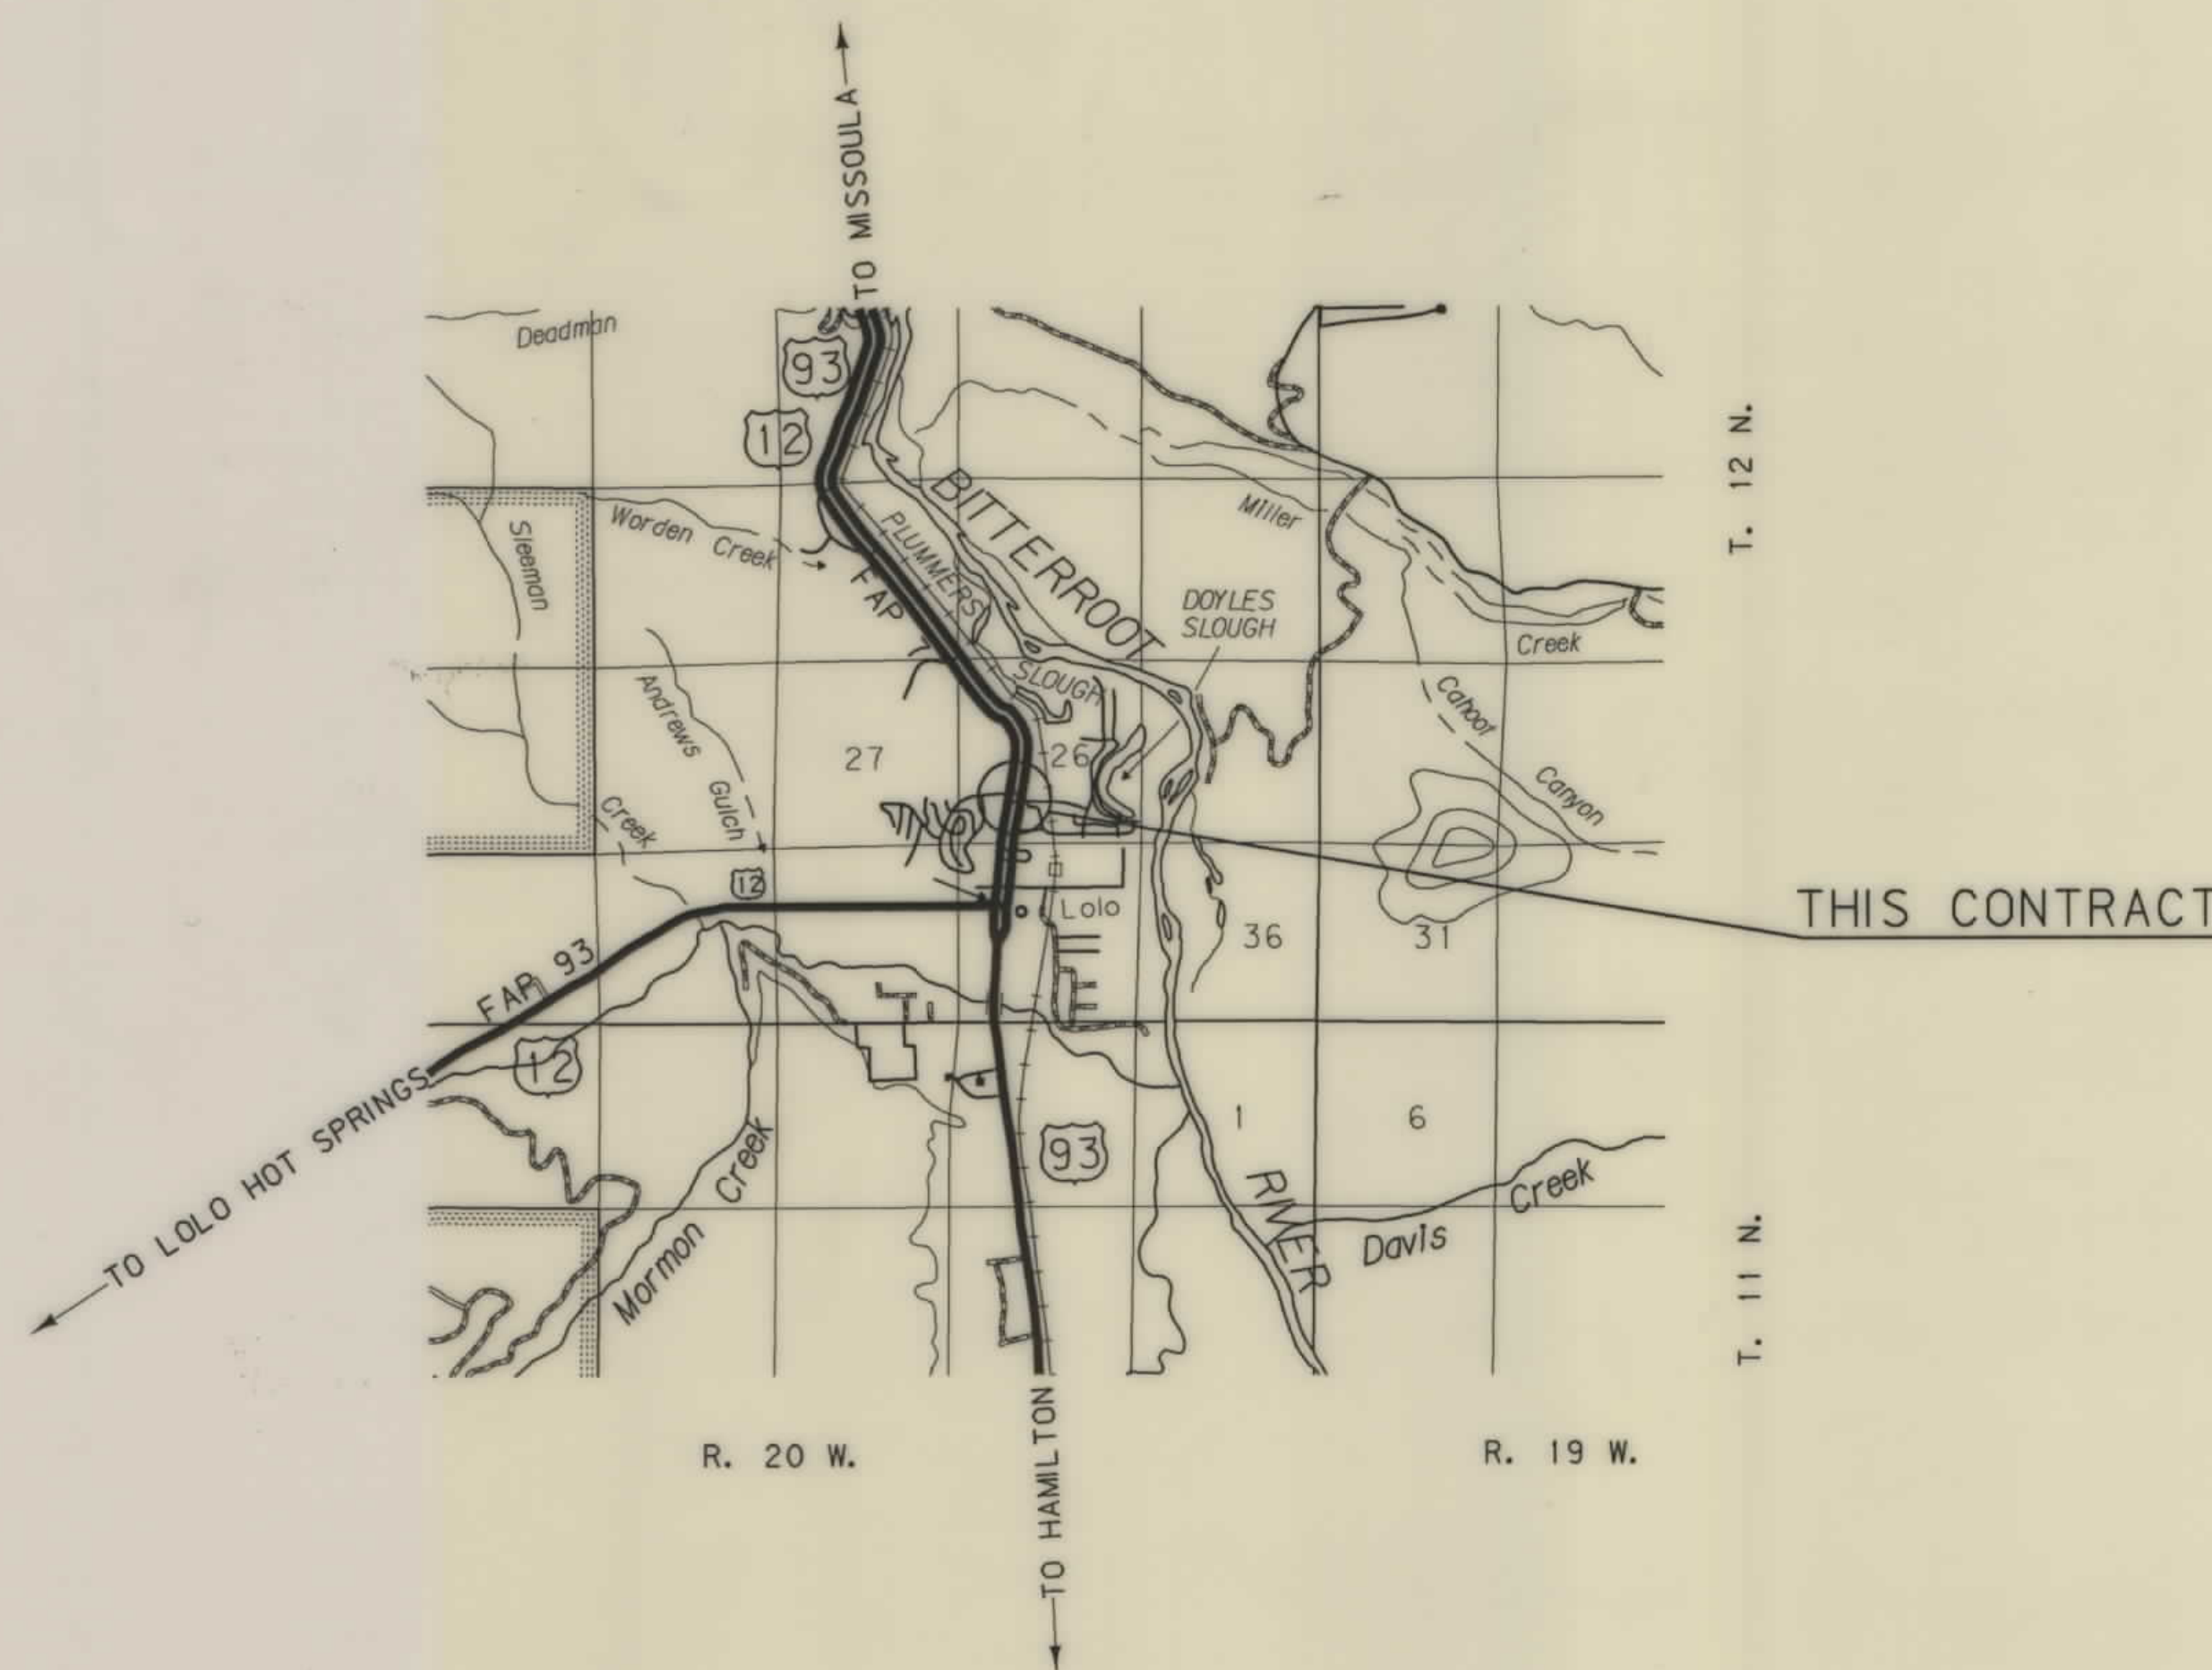 TO MISSOULA
Deadman
93
12
T. 12 N.
BITTERROOT
Worden Creek
Sleeman
PLUMMERS
Miller
FAP
DOYLES
SLOUGH
Creek
SLOUGH
Andrews
Cahoot
27
26
Gulch
Canyon
Creek
12
Lolo
THIS CONTRACT
36
31
FAP 93
12
TO LOLO HOT SPRINGS
1
6
93
Creek
RIVER
Creek
Davis
Mormon
T. 11 N.
R. 20 W.
R. 19 W.
TO HAMILTON